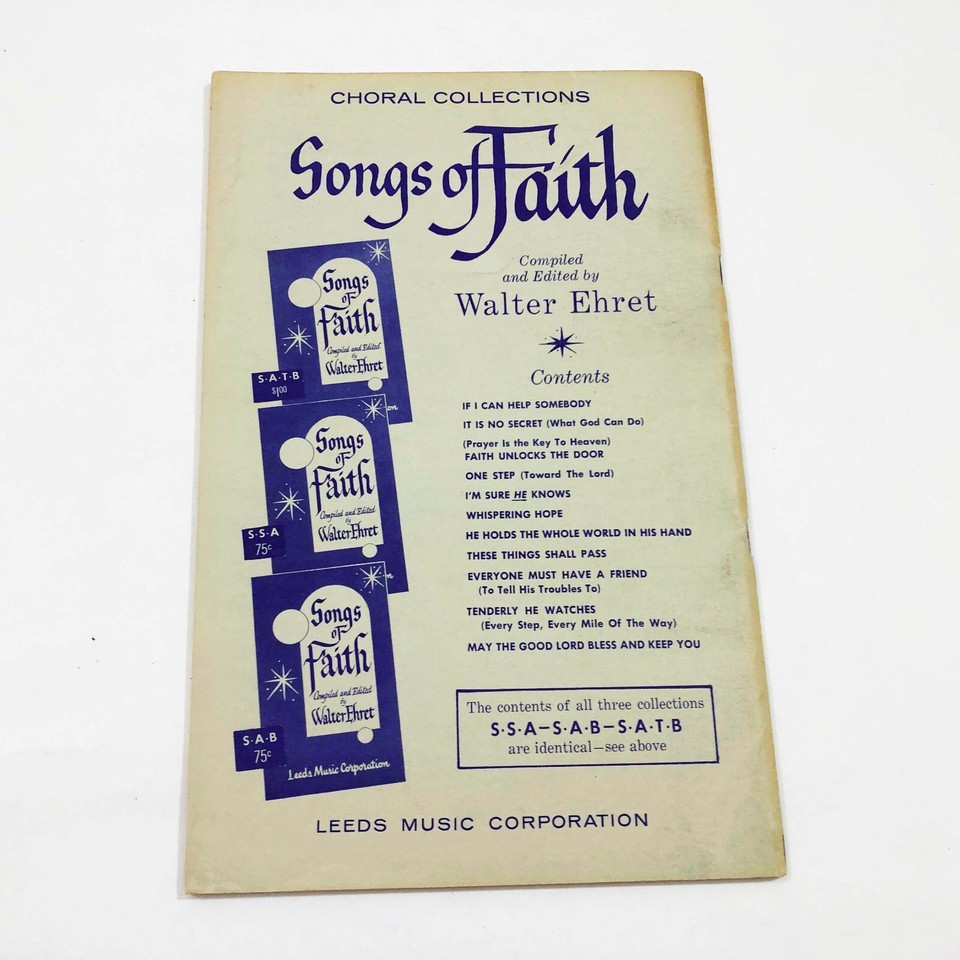 CHORAL COLLECTIONS
Songs of Faith
Compiled
and Edited by
Walter Ehret
Contents
IF I CAN HELP SOMEBODY
IT IS NO SECRET (What God Can Do)
(Prayer Is the Key To Heaven)
FAITH UNLOCKS THE DOOR
ONE STEP (Toward The Lord)
I'M SURE HE KNOWS
WHISPERING HOPE
HE HOLDS THE WHOLE WORLD IN HIS HAND
THESE THINGS SHALL PASS
EVERYONE MUST HAVE A FRIEND
(To Tell His Troubles To)
TENDERLY HE WATCHES
(Every Step, Every Mile Of The Way)
MAY THE GOOD LORD BLESS AND KEEP YOU
The contents of all three collections
S·S·A—S·A·B—S·A·T·B
are identical—see above
Songs
of
Faith
Compiled and Edited
by
Walter Ehret
S·A·T·B
$1.00
on
Songs
of
Faith
Compiled and Edited
by
Walter Ehret
S·S·A
75¢
n
Songs
of
Faith
Compiled and Edited
by
Walter Ehret
S·A·B
75¢
Leeds Music Corporation
LEEDS MUSIC CORPORATION